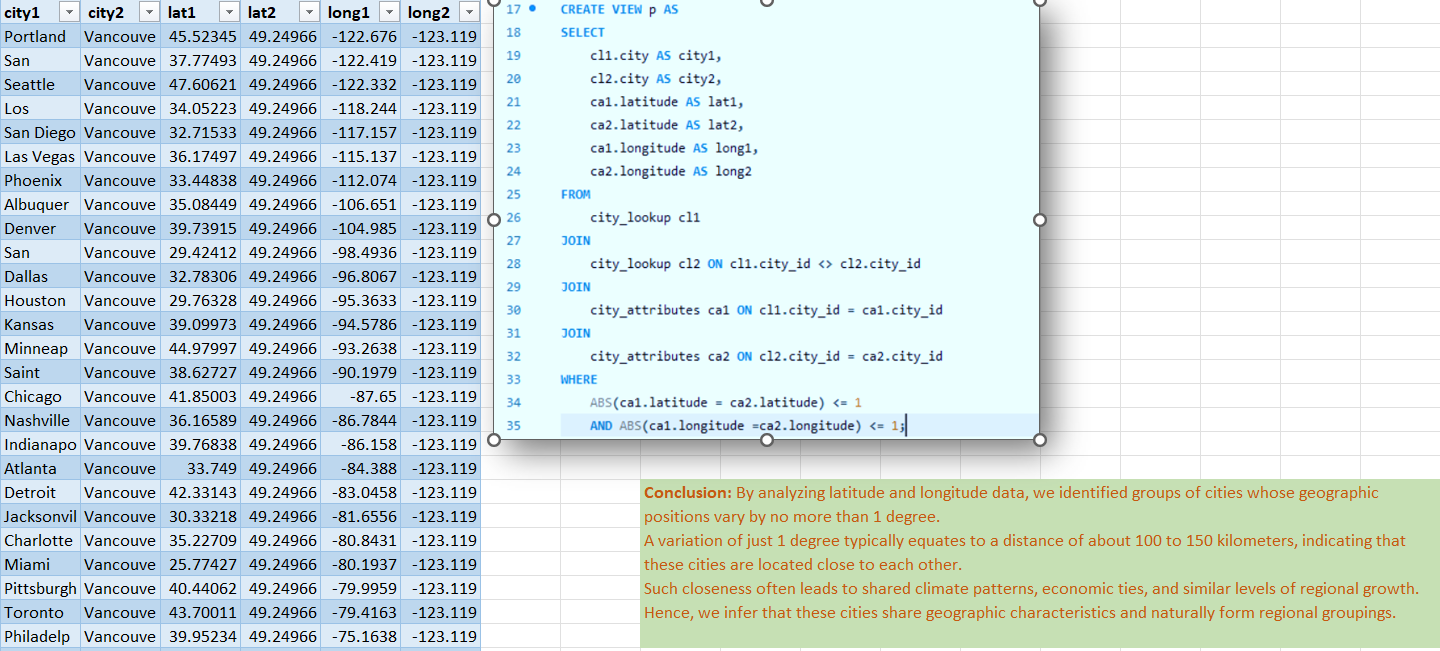 city1 city2 lat1 lat2 long1 long2
Portland Vancouve 45.52345 49.24966 -122.676 -123.119
San Vancouve 37.77493 49.24966 -122.419 -123.119
Seattle Vancouve 47.60621 49.24966 -122.332 -123.119
Los Vancouve 34.05223 49.24966 -118.244 -123.119
San Diego Vancouve 32.71533 49.24966 -117.157 -123.119
Las Vegas Vancouve 36.17497 49.24966 -115.137 -123.119
Phoenix Vancouve 33.44838 49.24966 -112.074 -123.119
Albuquer Vancouve 35.08449 49.24966 -106.651 -123.119
Denver Vancouve 39.73915 49.24966 -104.985 -123.119
San Vancouve 29.42412 49.24966 -98.4936 -123.119
Dallas Vancouve 32.78306 49.24966 -96.8067 -123.119
Houston Vancouve 29.76328 49.24966 -95.3633 -123.119
Kansas Vancouve 39.09973 49.24966 -94.5786 -123.119
Minneap Vancouve 44.97997 49.24966 -93.2638 -123.119
Saint Vancouve 38.62727 49.24966 -90.1979 -123.119
Chicago Vancouve 41.85003 49.24966 -87.65 -123.119
Nashville Vancouve 36.16589 49.24966 -86.7844 -123.119
Indianapo Vancouve 39.76838 49.24966 -86.158 -123.119
Atlanta Vancouve 33.749 49.24966 -84.388 -123.119
Detroit Vancouve 42.33143 49.24966 -83.0458 -123.119
Jacksonvil Vancouve 30.33218 49.24966 -81.6556 -123.119
Charlotte Vancouve 35.22709 49.24966 -80.8431 -123.119
Miami Vancouve 25.77427 49.24966 -80.1937 -123.119
Pittsburgh Vancouve 40.44062 49.24966 -79.9959 -123.119
Toronto Vancouve 43.70011 49.24966 -79.4163 -123.119
Philadelp Vancouve 39.95234 49.24966 -75.1638 -123.119
17 CREATE VIEW p AS
18 SELECT
19 cl1.city AS city1,
20 cl2.city AS city2,
21 ca1.latitude AS lat1,
22 ca2.latitude AS lat2,
23 ca1.longitude AS long1,
24 ca2.longitude AS long2
25 FROM
26 city_lookup cl1
27 JOIN
28 city_lookup cl2 ON cl1.city_id <> cl2.city_id
29 JOIN
30 city_attributes ca1 ON cl1.city_id = ca1.city_id
31 JOIN
32 city_attributes ca2 ON cl2.city_id = ca2.city_id
33 WHERE
34 ABS(ca1.latitude = ca2.latitude) <= 1
35 AND ABS(ca1.longitude =ca2.longitude) <= 1;
Conclusion: By analyzing latitude and longitude data, we identified groups of cities whose geographic
positions vary by no more than 1 degree.
A variation of just 1 degree typically equates to a distance of about 100 to 150 kilometers, indicating that
these cities are located close to each other.
Such closeness often leads to shared climate patterns, economic ties, and similar levels of regional growth.
Hence, we infer that these cities share geographic characteristics and naturally form regional groupings.